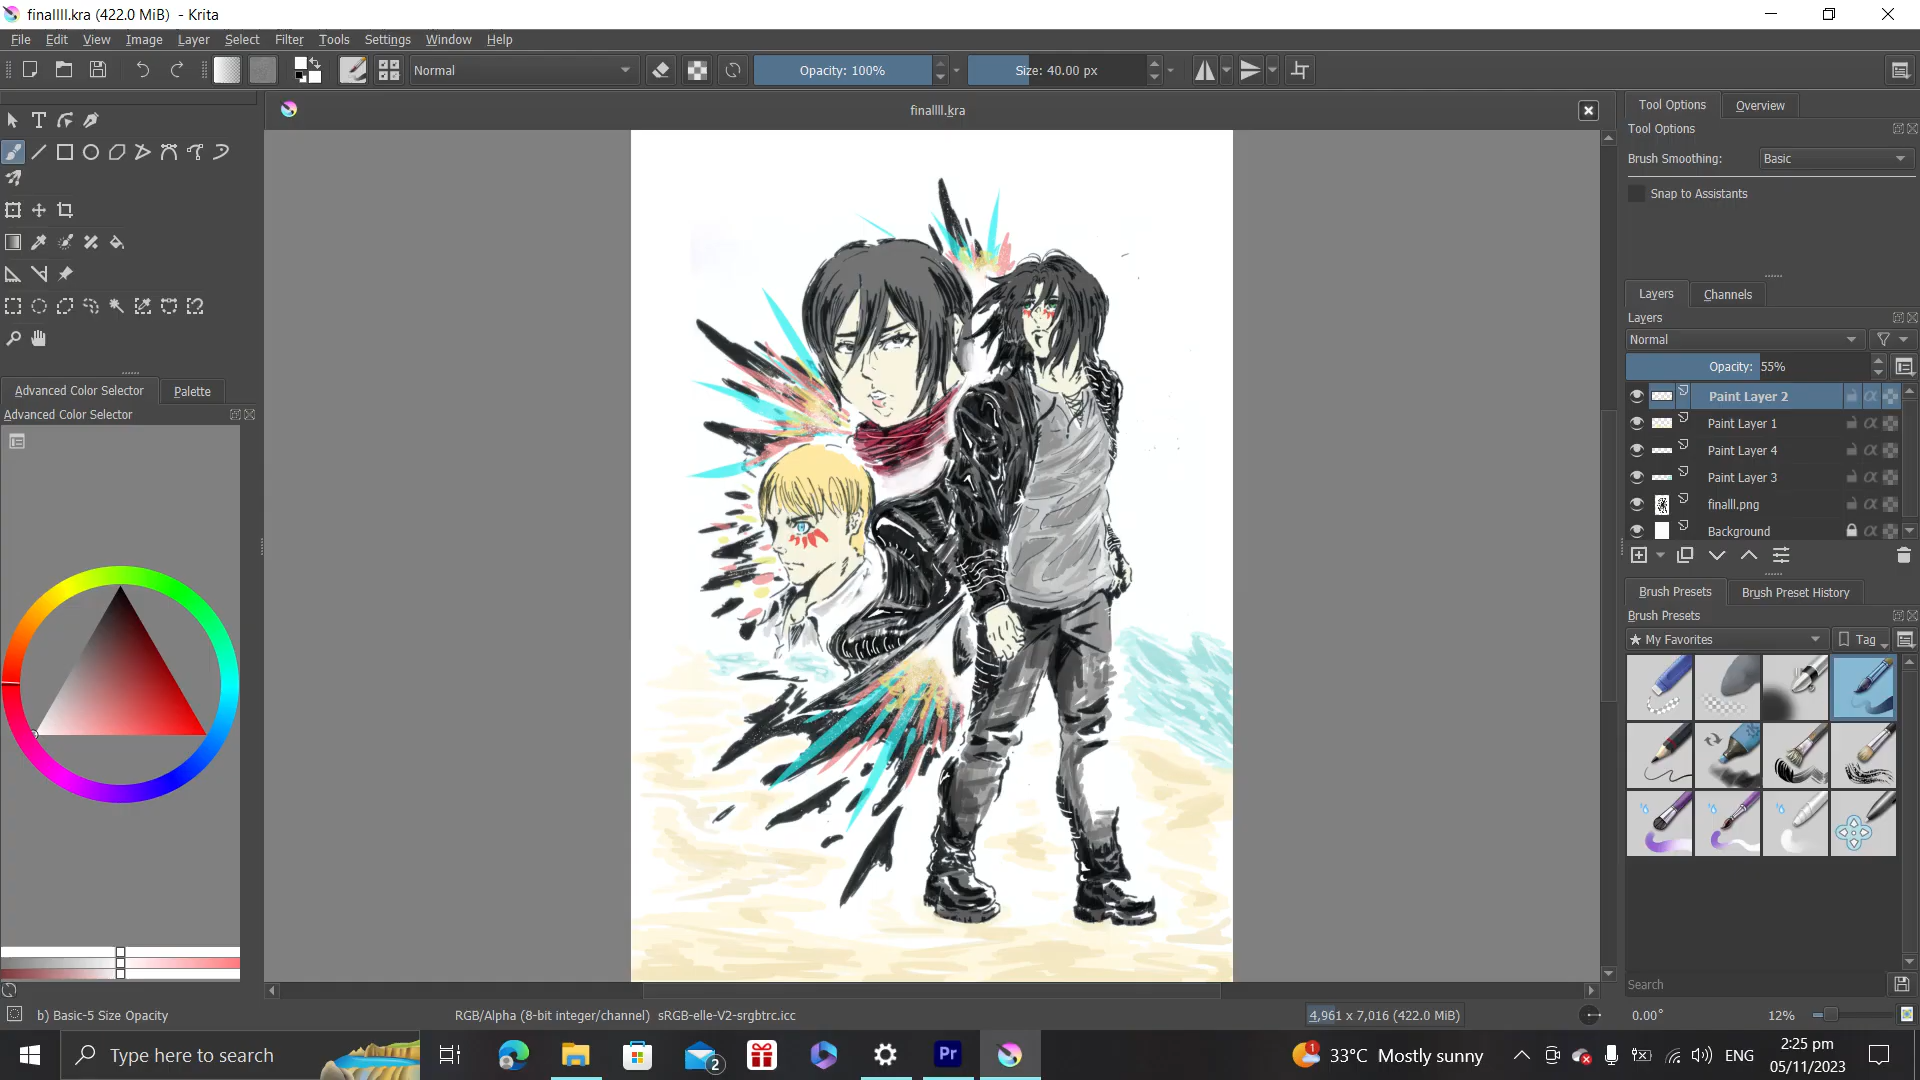 finallll.kra (422.0 MiB)  - Krita
File Edit View Image Layer Select Filter Tools Settings Window Help
Normal Opacity: 100% Size: 40.00 px
finallll.kra
Tool Options Overview
Tool Options
Brush Smoothing: Basic
Snap to Assistants
Layers Channels
Layers
Normal
Opacity: 55%
Paint Layer 2
Paint Layer 1
Paint Layer 4
Paint Layer 3
finalll.png
Background
Advanced Color Selector Palette
Advanced Color Selector
Brush Presets Brush Preset History
Brush Presets
★ My Favorites Tag
Search
b) Basic-5 Size Opacity
RGB/Alpha (8-bit integer/channel)  sRGB-elle-V2-srgbtrc.icc
4,961 x 7,016 (422.0 MiB)
0.00°
12%
Type here to search
2
Pr
1
33°C Mostly sunny
ENG
2:25 pm
05/11/2023